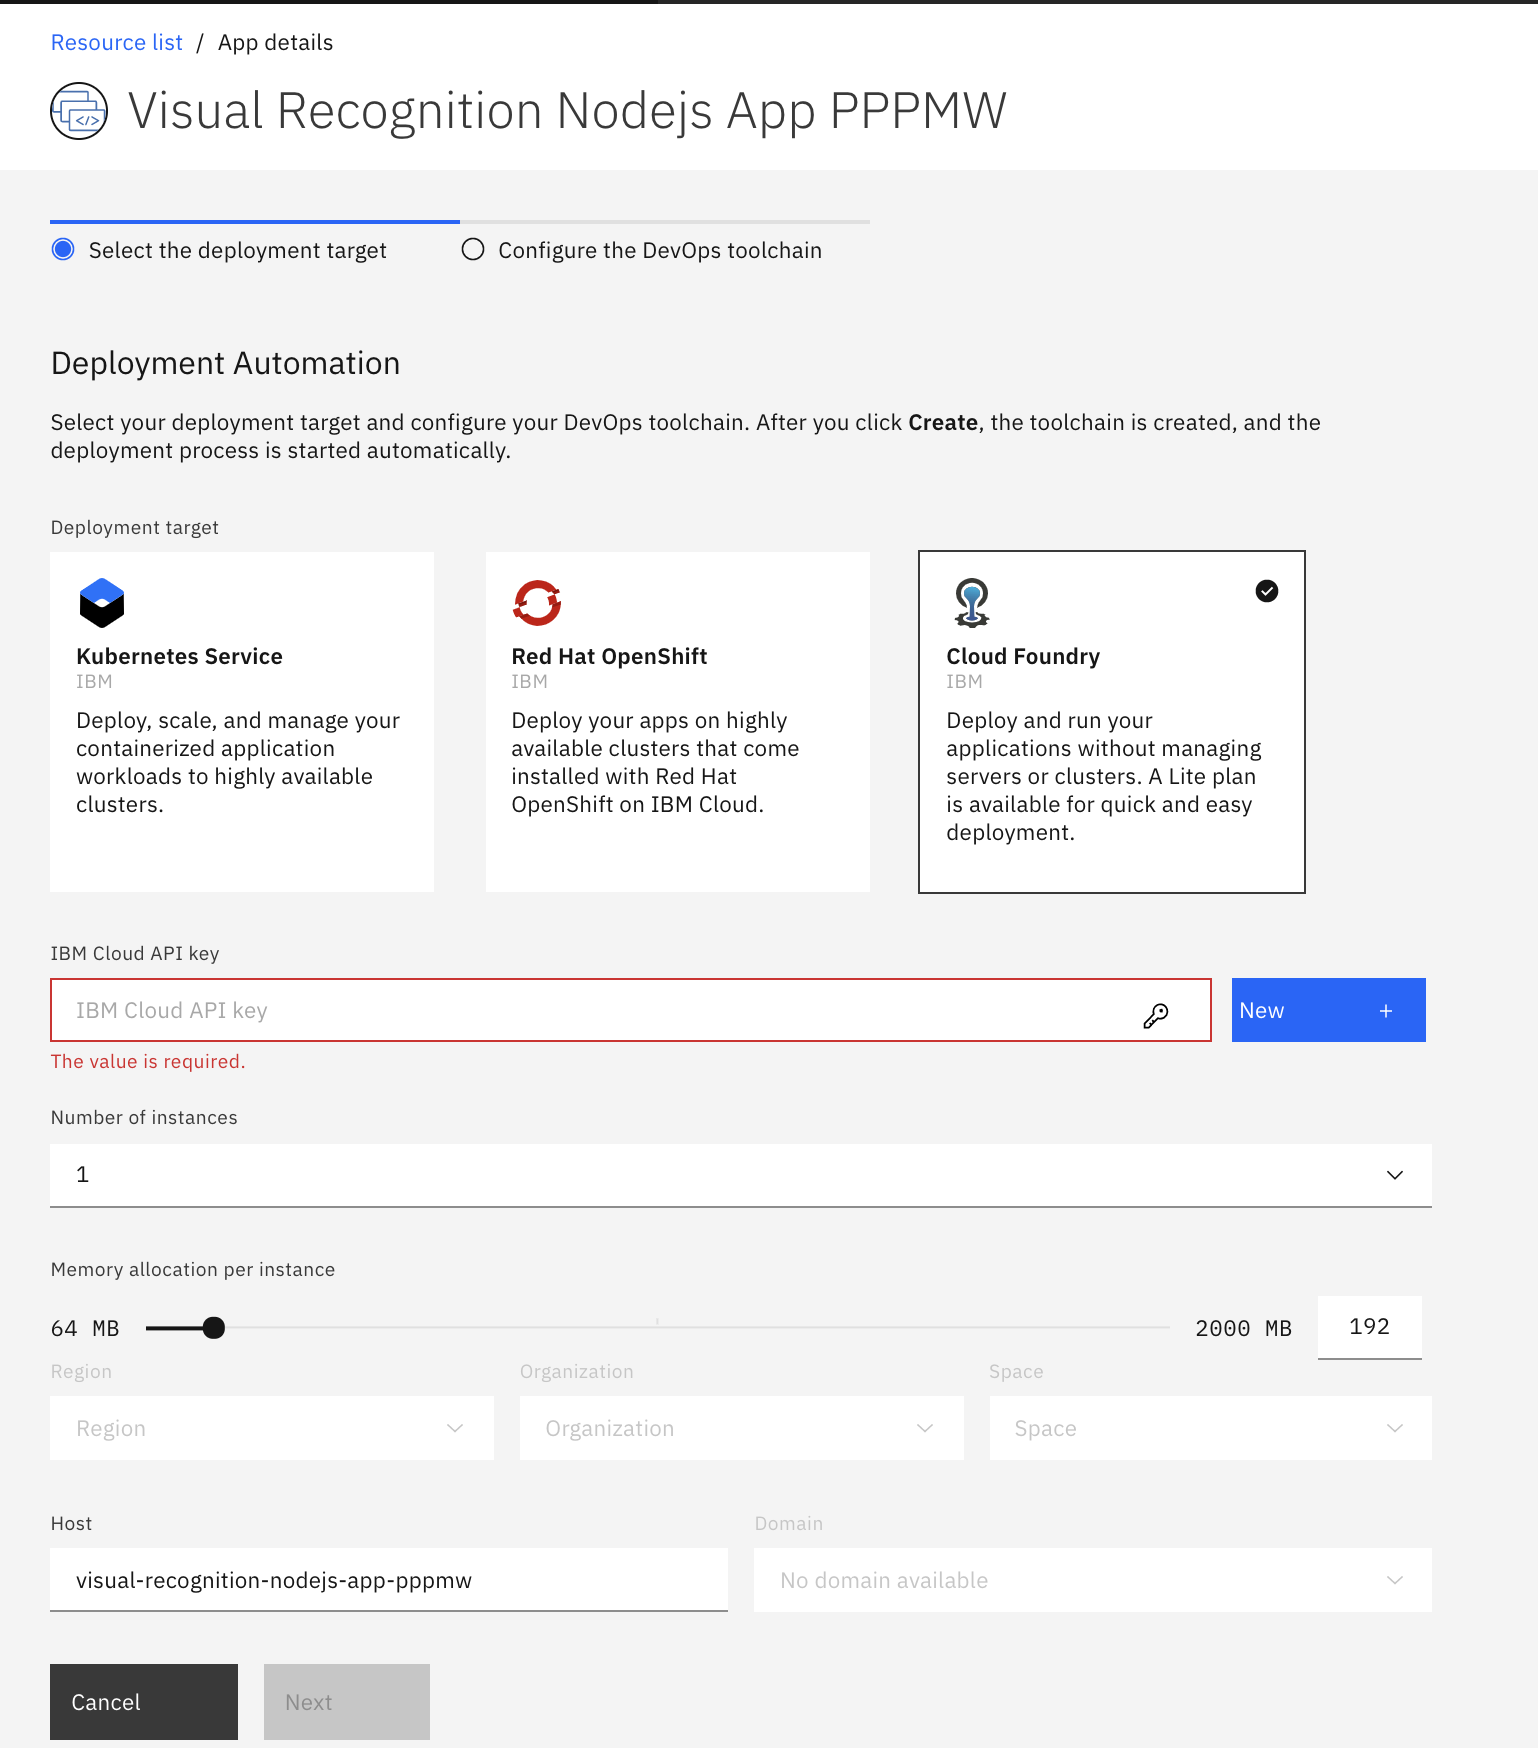 Resource list / App details
</>
Visual Recognition Nodejs App PPPMW
Select the deployment target
Configure the DevOps toolchain
Deployment Automation
Select your deployment target and configure your DevOps toolchain. After you click Create, the toolchain is created, and the
deployment process is started automatically.
Deployment target
Kubernetes Service
IBM
Deploy, scale, and manage your
containerized application
workloads to highly available
clusters.
Red Hat OpenShift
IBM
Deploy your apps on highly
available clusters that come
installed with Red Hat
OpenShift on IBM Cloud.
Cloud Foundry
IBM
Deploy and run your
applications without managing
servers or clusters. A Lite plan
is available for quick and easy
deployment.
IBM Cloud API key
IBM Cloud API key
New +
The value is required.
Number of instances
1
Memory allocation per instance
64 MB
2000 MB
192
Region
Region
Organization
Organization
Space
Space
Host
visual-recognition-nodejs-app-pppmw
Domain
No domain available
Cancel
Next